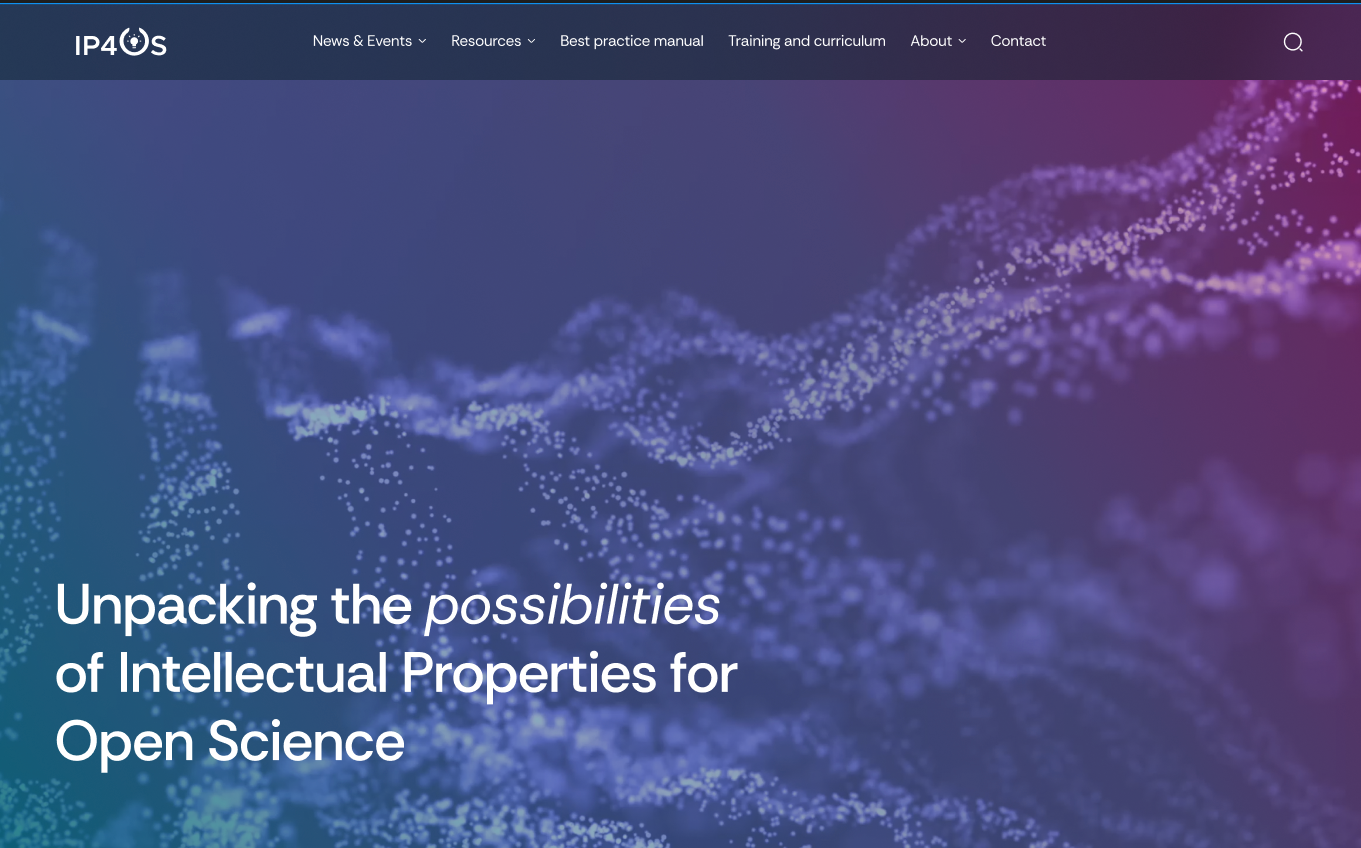 IP4OS
News & Events
Resources
Best practice manual
Training and curriculum
About
Contact
Unpacking the possibilities
of Intellectual Properties for
Open Science